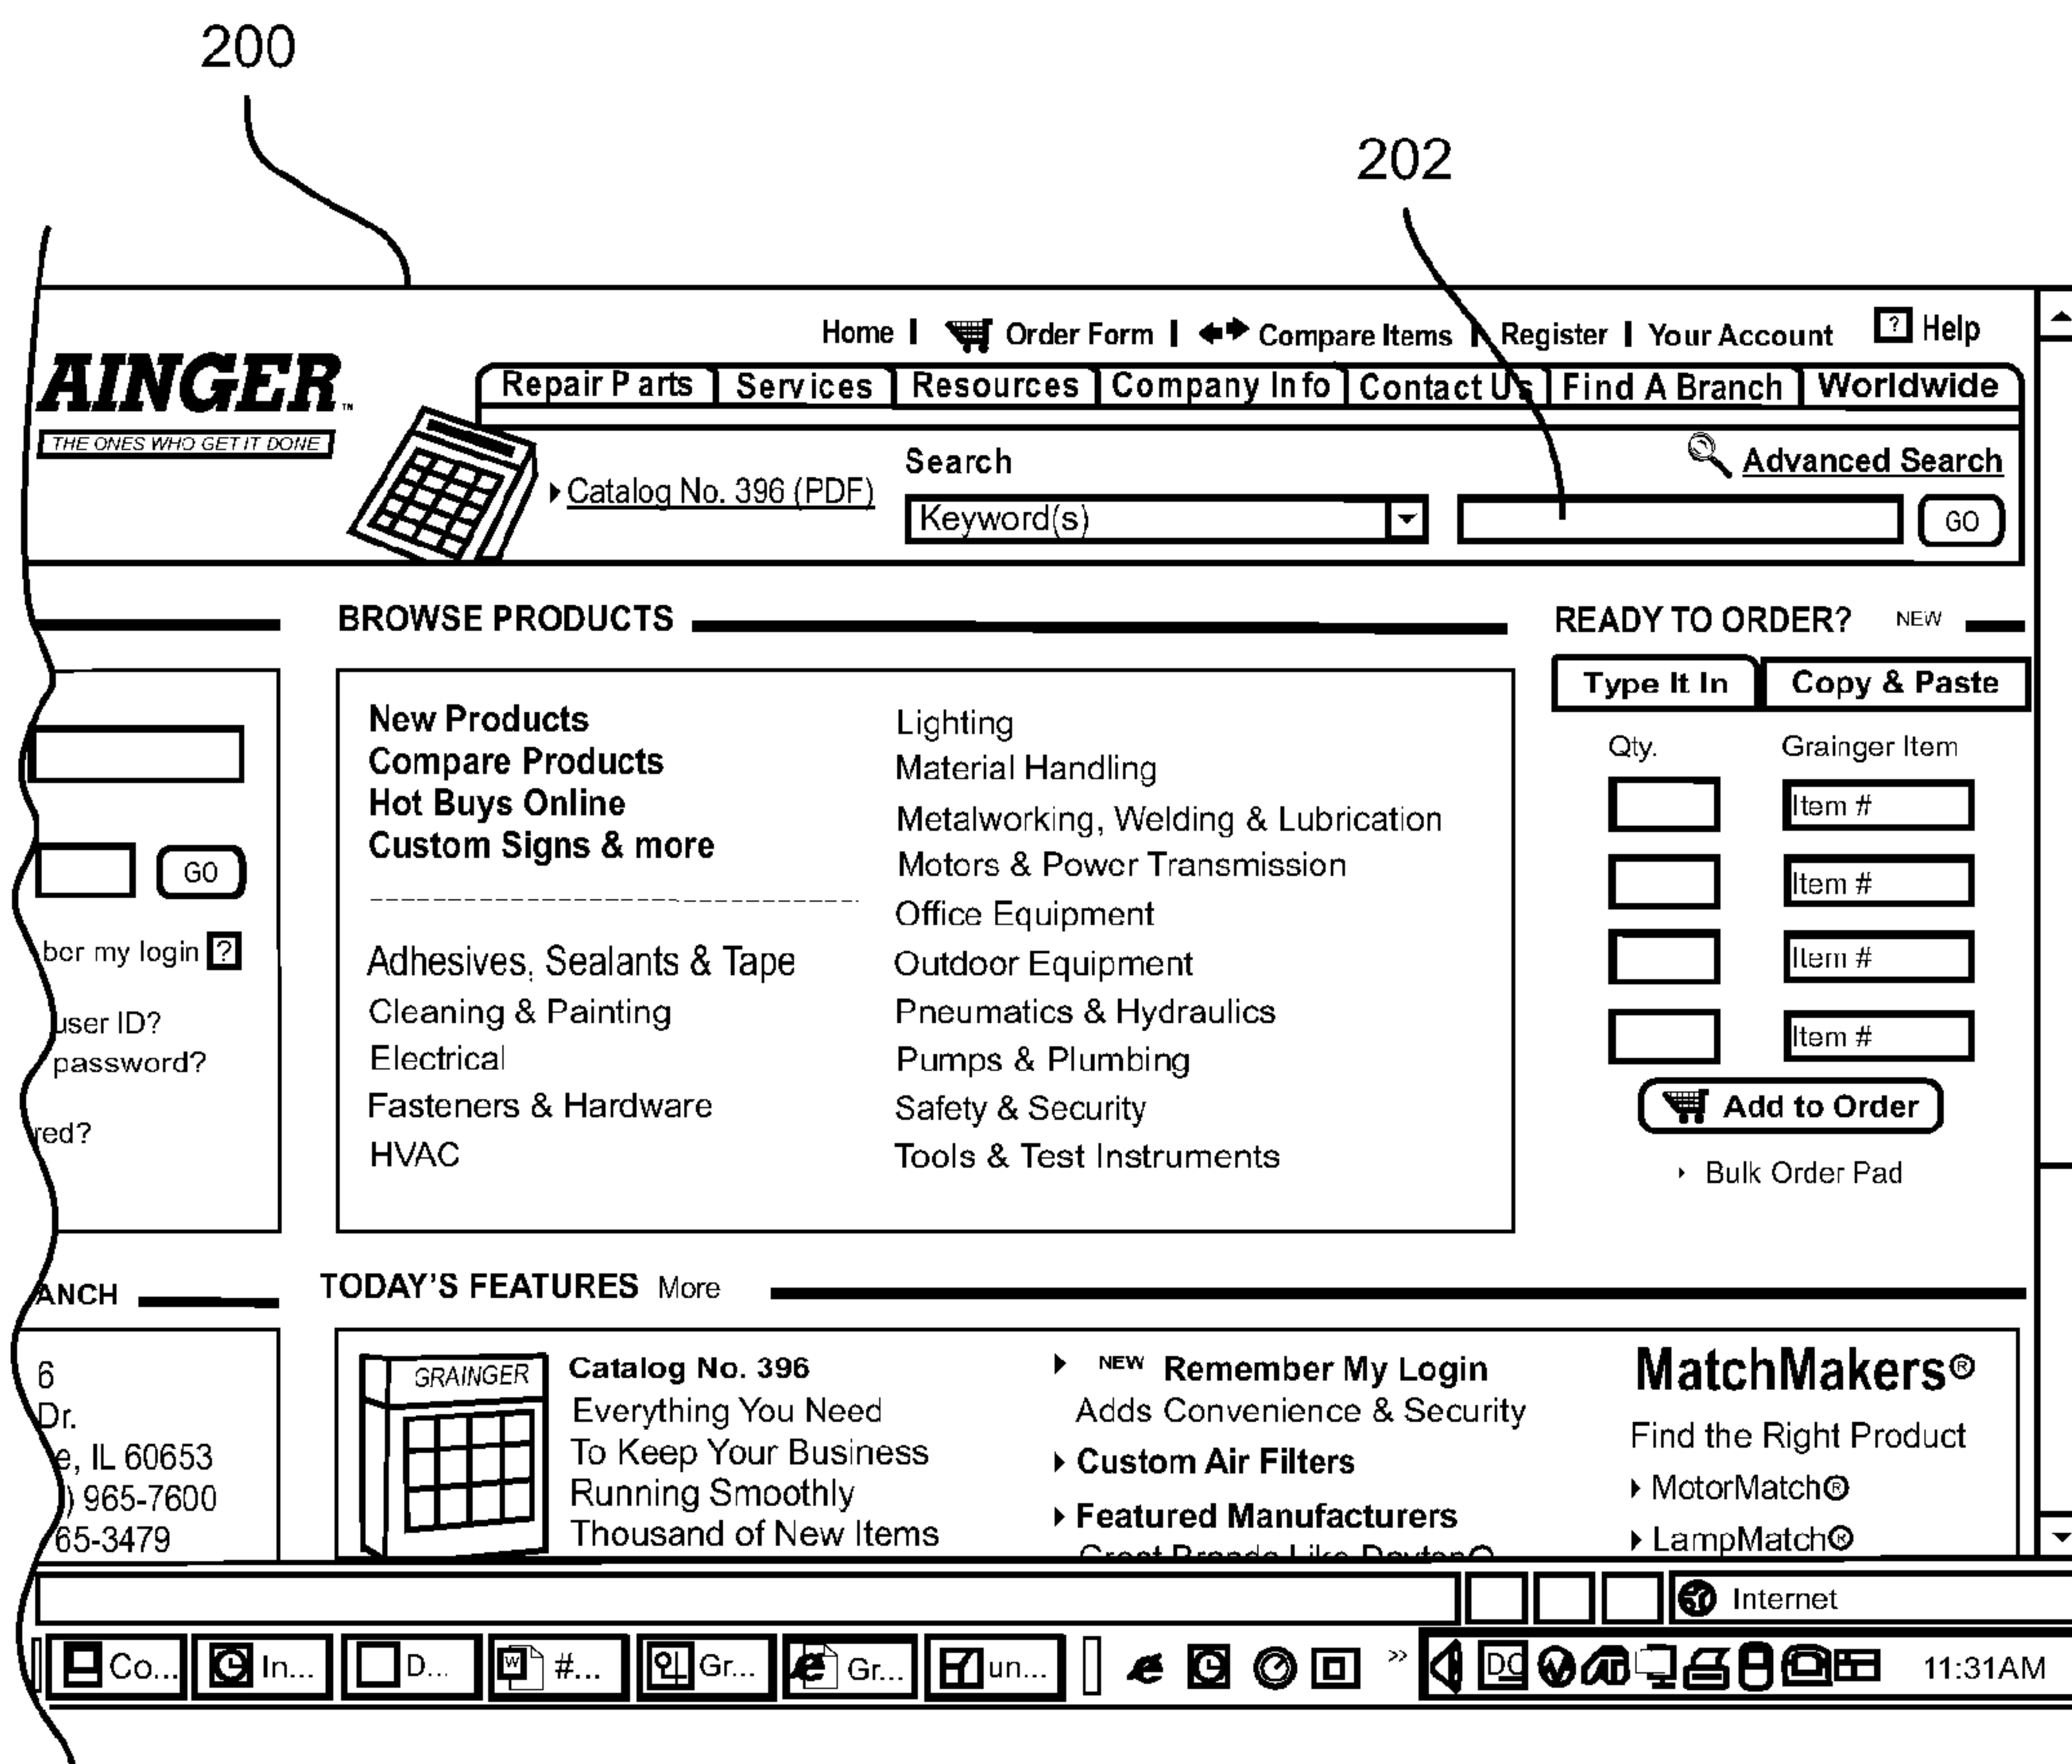 200
202
Home | Order Form | Compare Items | Register | Your Account ? Help
AINGER™
THE ONES WHO GET IT DONE
Repair Parts Services Resources Company Info Contact Us Find A Branch Worldwide
Search
Advanced Search
Catalog No. 396 (PDF)
Keyword(s)
GO
BROWSE PRODUCTS
READY TO ORDER? NEW
Type It In
Copy & Paste
New Products
Compare Products
Hot Buys Online
Custom Signs & more
Adhesives, Sealants & Tape
Cleaning & Painting
Electrical
Fasteners & Hardware
HVAC
Lighting
Material Handling
Metalworking, Welding & Lubrication
Motors & Power Transmission
Office Equipment
Outdoor Equipment
Pneumatics & Hydraulics
Pumps & Plumbing
Safety & Security
Tools & Test Instruments
Qty. Grainger Item
Item #
Item #
Item #
Item #
Add to Order
Bulk Order Pad
GO
ber my login ?
user ID?
password?
red?
ANCH
6
Dr.
e, IL 60653
) 965-7600
65-3479
TODAY'S FEATURES More
GRAINGER
Catalog No. 396
Everything You Need
To Keep Your Business
Running Smoothly
Thousand of New Items
NEW Remember My Login
Adds Convenience & Security
Custom Air Filters
Featured Manufacturers
Great Brands Like Dayton
MatchMakers®
Find the Right Product
MotorMatch®
LampMatch®
Internet
Co... In... D... #... Gr... Gr... un... » 11:31AM